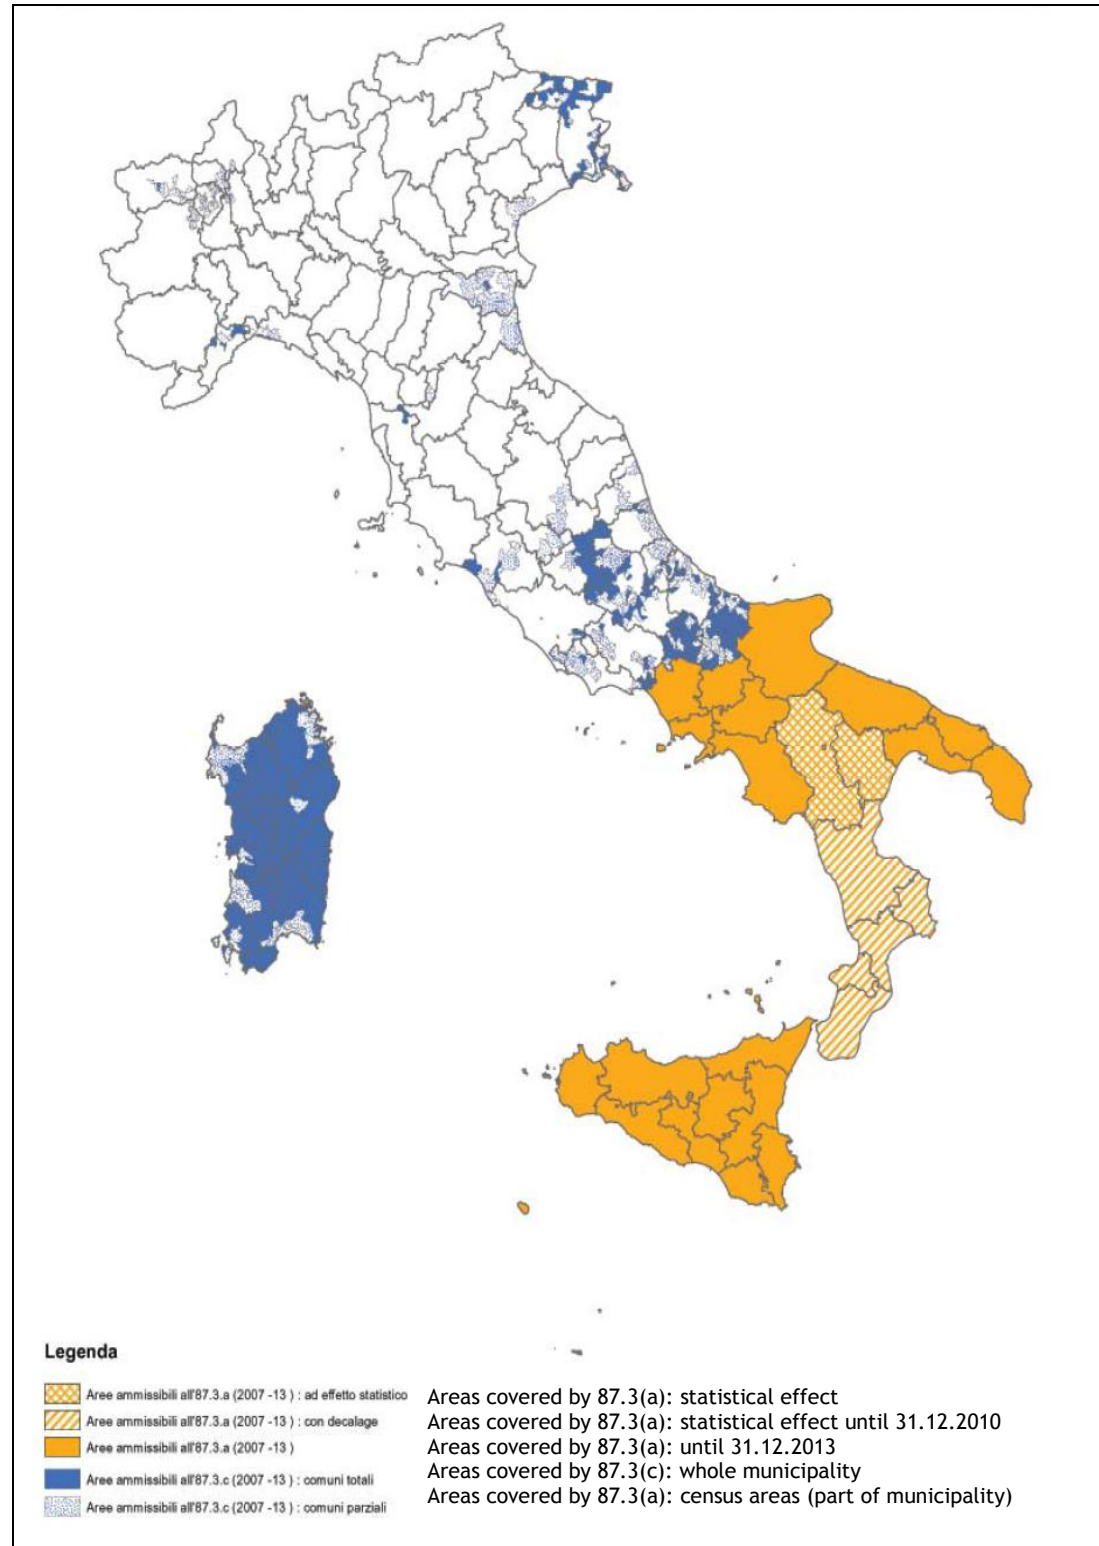 Legenda
Aree ammissibili all'87.3.a (2007 -13 ) : ad effetto statistico
Areas covered by 87.3(a): statistical effect
Aree ammissibili all'87.3.a (2007 -13 ) : con decalage
Areas covered by 87.3(a): statistical effect until 31.12.2010
Aree ammissibili all'87.3.a (2007 -13 )
Areas covered by 87.3(a): until 31.12.2013
Aree ammissibili all'87.3.c (2007 -13 ) : comuni totali
Areas covered by 87.3(c): whole municipality
Aree ammissibili all'87.3.c (2007 -13 ) : comuni parziali
Areas covered by 87.3(a): census areas (part of municipality)